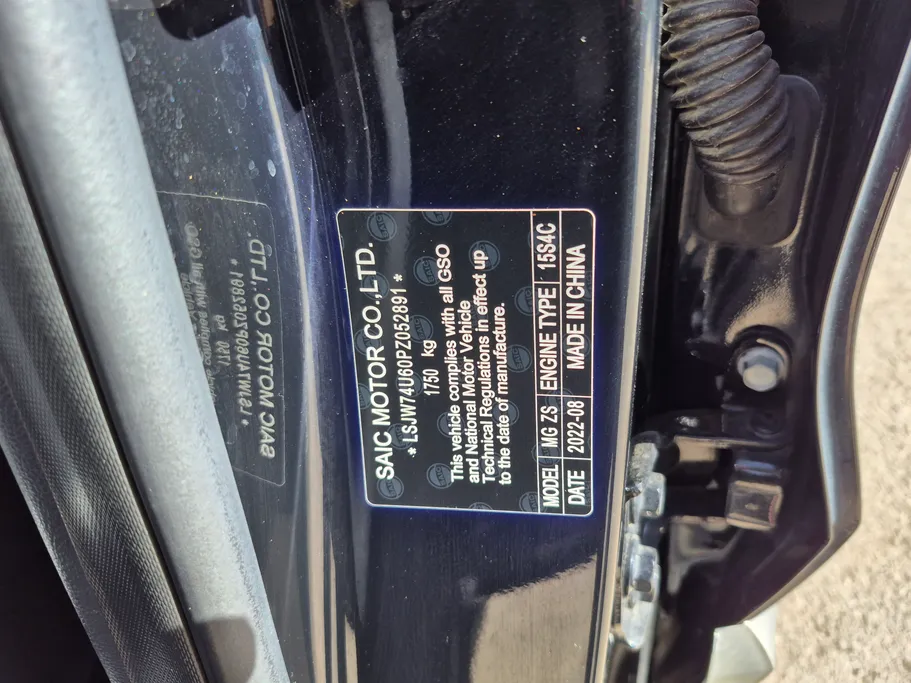 SAIC MOTOR CO.,LTD.
* LSJW74U60PZ052891 *
1750 kg
This vehicle complies with all GSO
and National Motor Vehicle
Technical Regulations in effect up
to the date of manufacture.
MODEL MG ZS ENGINE TYPE 15S4C
DATE 2022-08 MADE IN CHINA